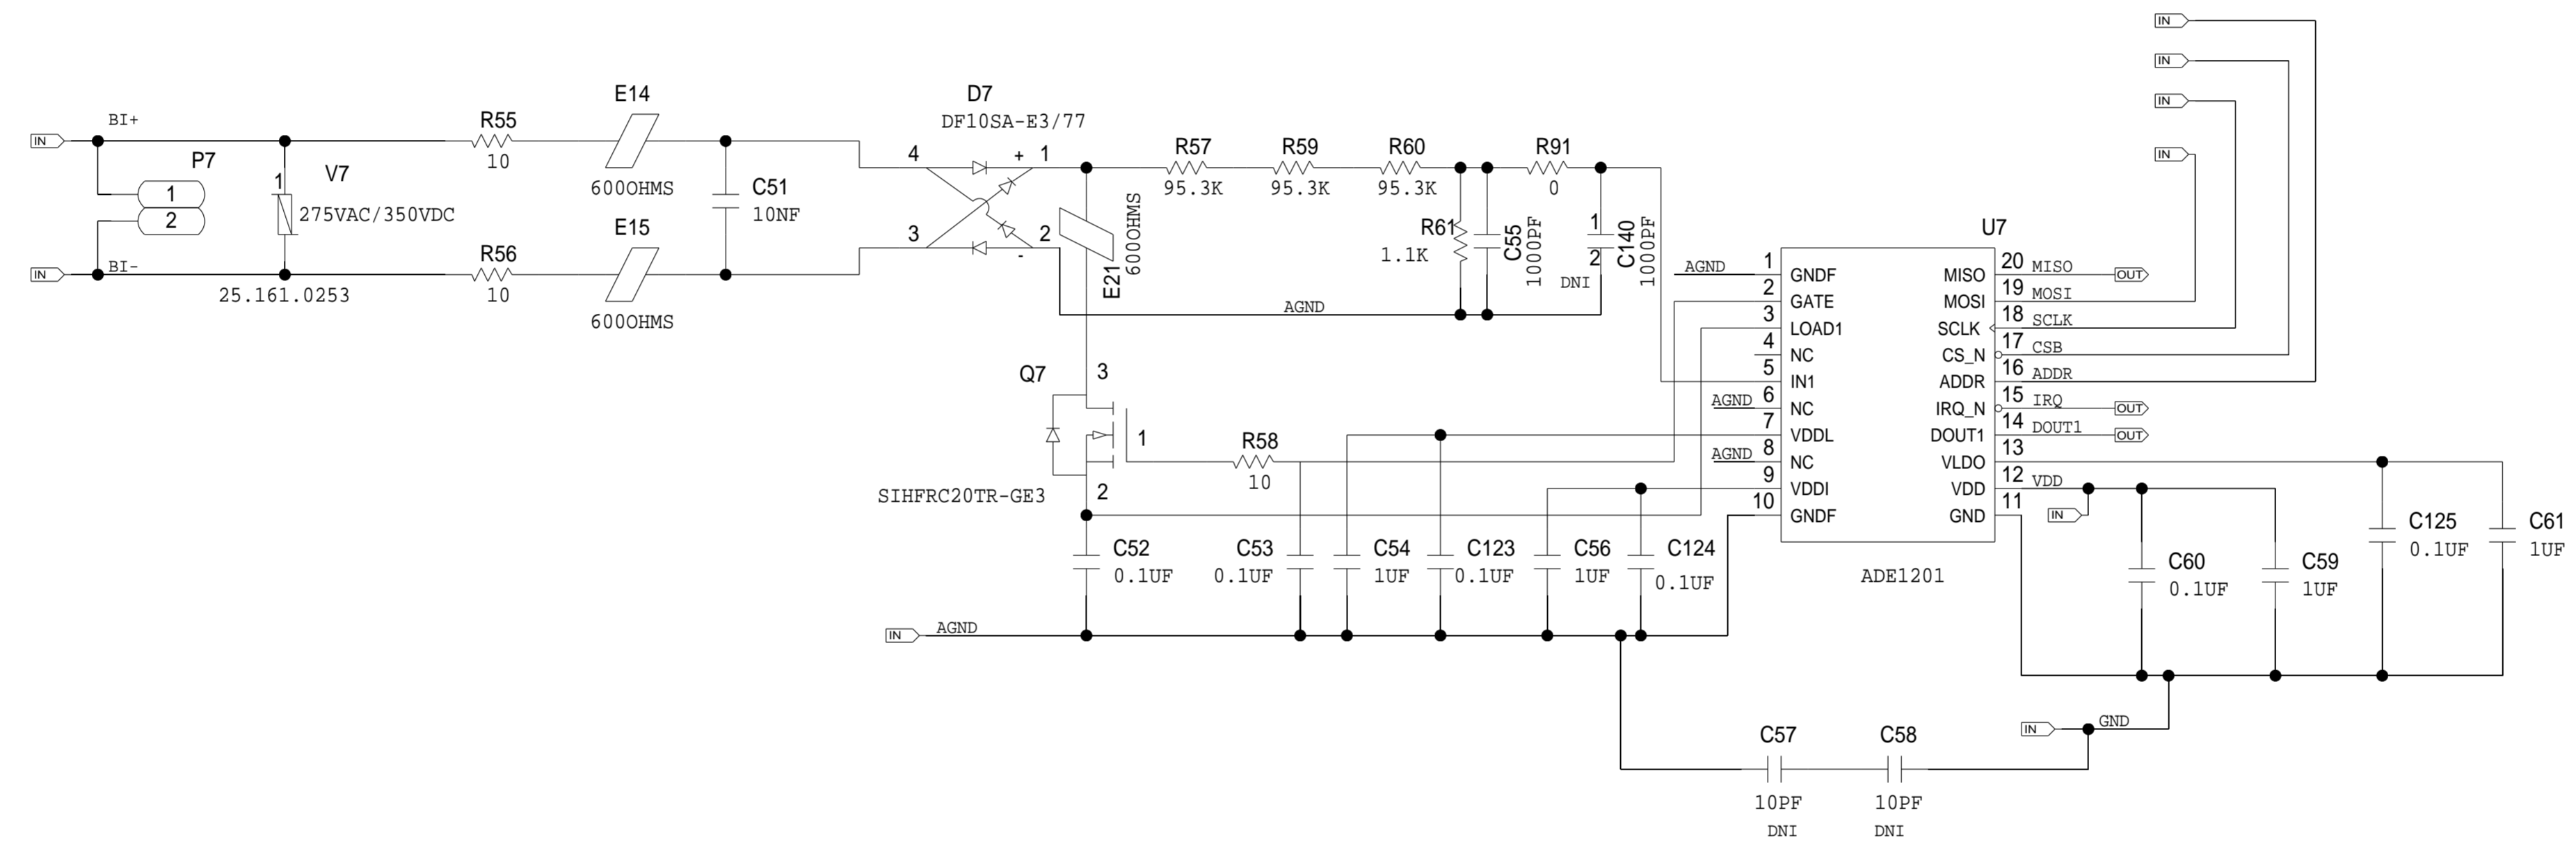 IN
IN
IN
IN
IN
BI+
P7
1
2
V7
1
275VAC/350VDC
IN
BI-
25.161.0253
R55
10
R56
10
E14
600OHMS
E15
600OHMS
C51
10NF
D7
DF10SA-E3/77
4
+
1
3
2
-
E21
600OHMS
R57
95.3K
R59
95.3K
R60
95.3K
R91
0
R61
1.1K
C55
1000PF
1
2
C140
1000PF
DNI
AGND
Q7
3
1
2
SIHFRC20TR-GE3
R58
10
C52
0.1UF
C53
0.1UF
C54
1UF
C123
0.1UF
C56
1UF
C124
0.1UF
IN
AGND
U7
AGND 1 GNDF
2 GATE
3 LOAD1
4 NC
5 IN1
AGND 6 NC
7 VDDL
AGND 8 NC
9 VDDI
10 GNDF
MISO 20 MISO OUT
MOSI 19 MOSI
SCLK 18 SCLK
CS_N 17 CSB
ADDR 16 ADDR
IRQ_N 15 IRQ OUT
DOUT1 14 DOUT1 OUT
VLDO 13
VDD 12 VDD
GND 11
IN
ADE1201
C60
0.1UF
C59
1UF
C125
0.1UF
C61
1UF
IN
GND
C57
10PF
DNI
C58
10PF
DNI